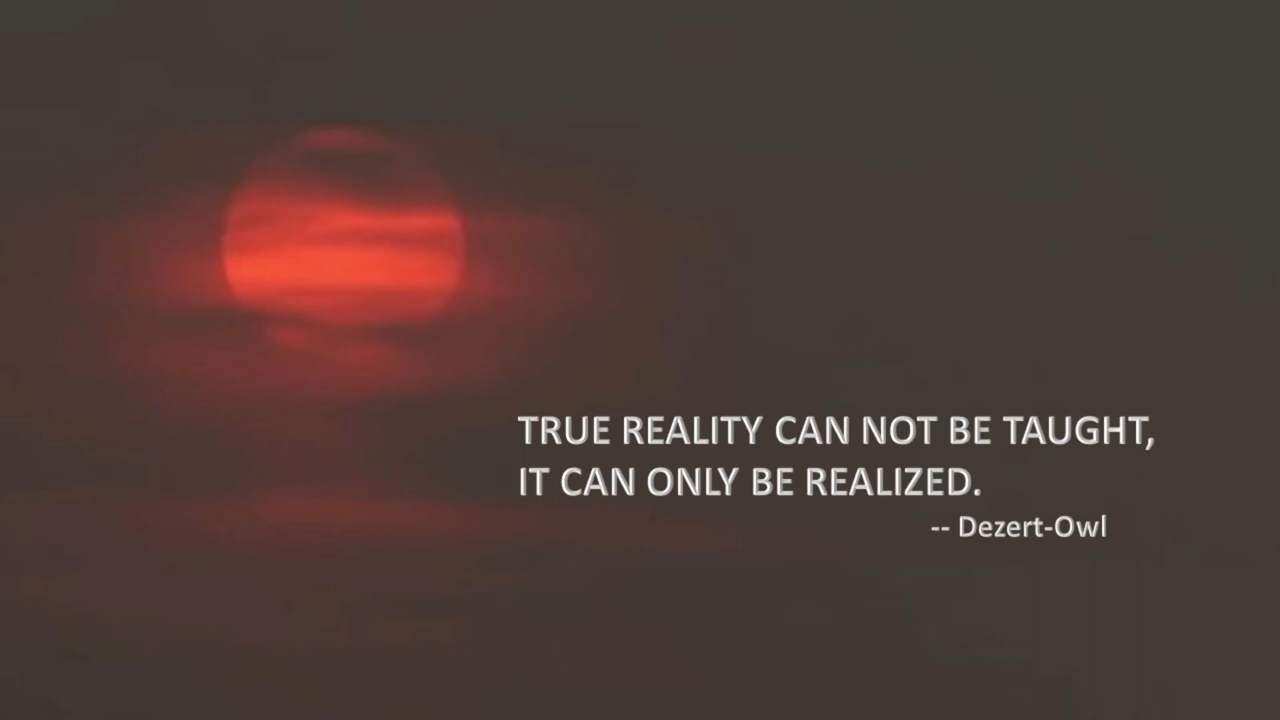 TRUE REALITY CAN NOT BE TAUGHT,
IT CAN ONLY BE REALIZED.
-- Dezert-Owl